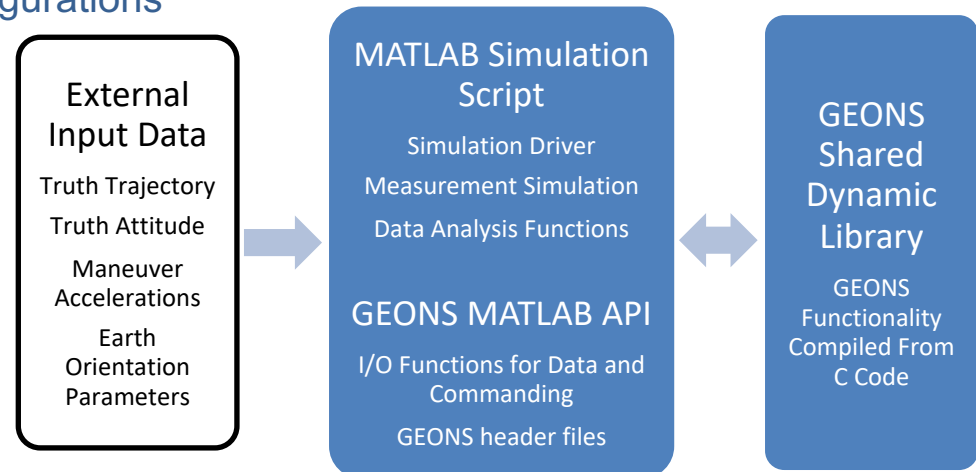 External
Input Data
Truth Trajectory
Truth Attitude
Maneuver
Accelerations
Earth
Orientation
Parameters
MATLAB Simulation
Script
Simulation Driver
Measurement Simulation
Data Analysis Functions
GEONS MATLAB API
I/O Functions for Data and
Commanding
GEONS header files
GEONS
Shared
Dynamic
Library
GEONS
Functionality
Compiled From
C Code